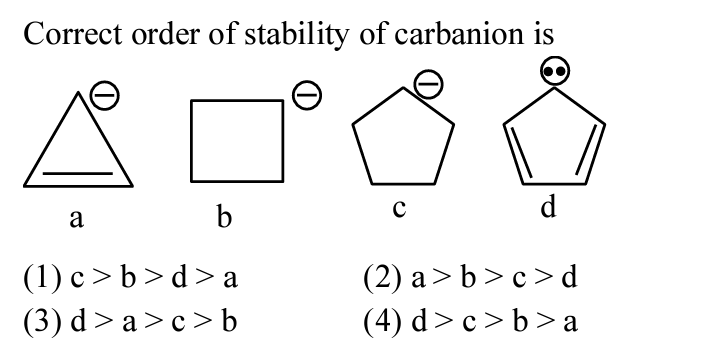 Correct order of stability of carbanion is
⊖ ⊖ ⊖
a b c d
(1) c > b > d > a (2) a > b > c > d
(3) d > a > c > b (4) d > c > b > a